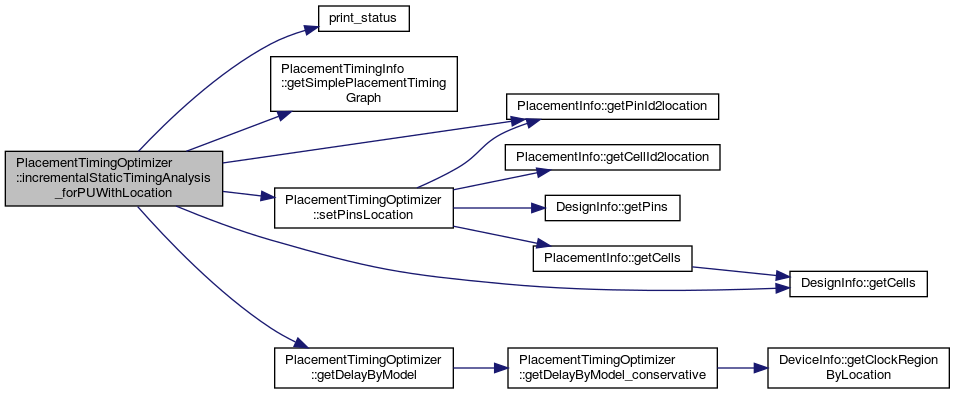 print_status
PlacementTimingInfo
::getSimplePlacementTiming
Graph
PlacementInfo::getPinId2location
PlacementInfo::getCellId2location
PlacementTimingOptimizer
::incrementalStaticTimingAnalysis
_forPUWithLocation
PlacementTimingOptimizer
::setPinsLocation
DesignInfo::getPins
PlacementInfo::getCells
DesignInfo::getCells
PlacementTimingOptimizer
::getDelayByModel
PlacementTimingOptimizer
::getDelayByModel_conservative
DeviceInfo::getClockRegion
ByLocation